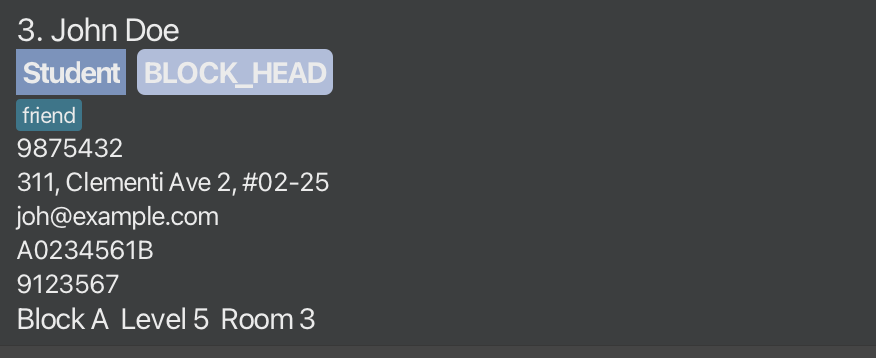 3. John Doe
Student BLOCK_HEAD
friend
9875432
311, Clementi Ave 2, #02-25
joh@example.com
A0234561B
9123567
Block A Level 5 Room 3